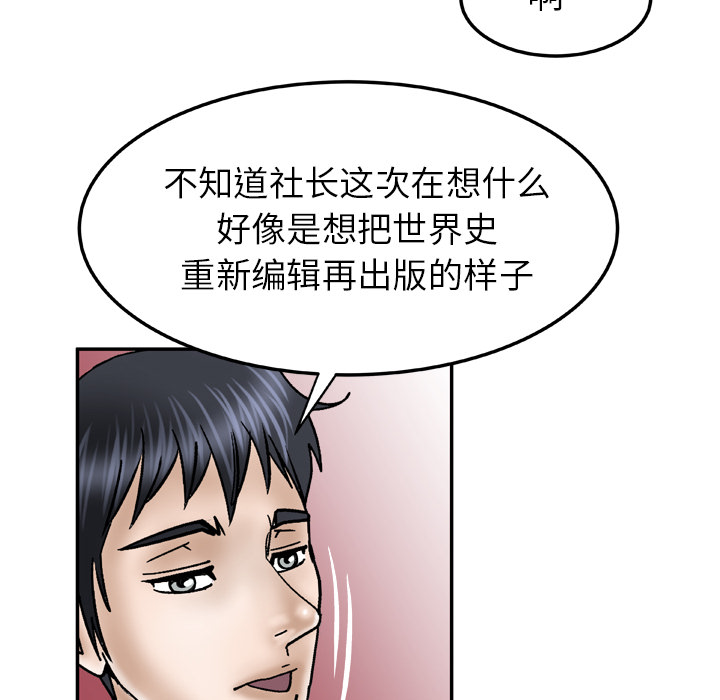 啊
不知道社长这次在想什么
好像是想把世界史
重新编辑再出版的样子